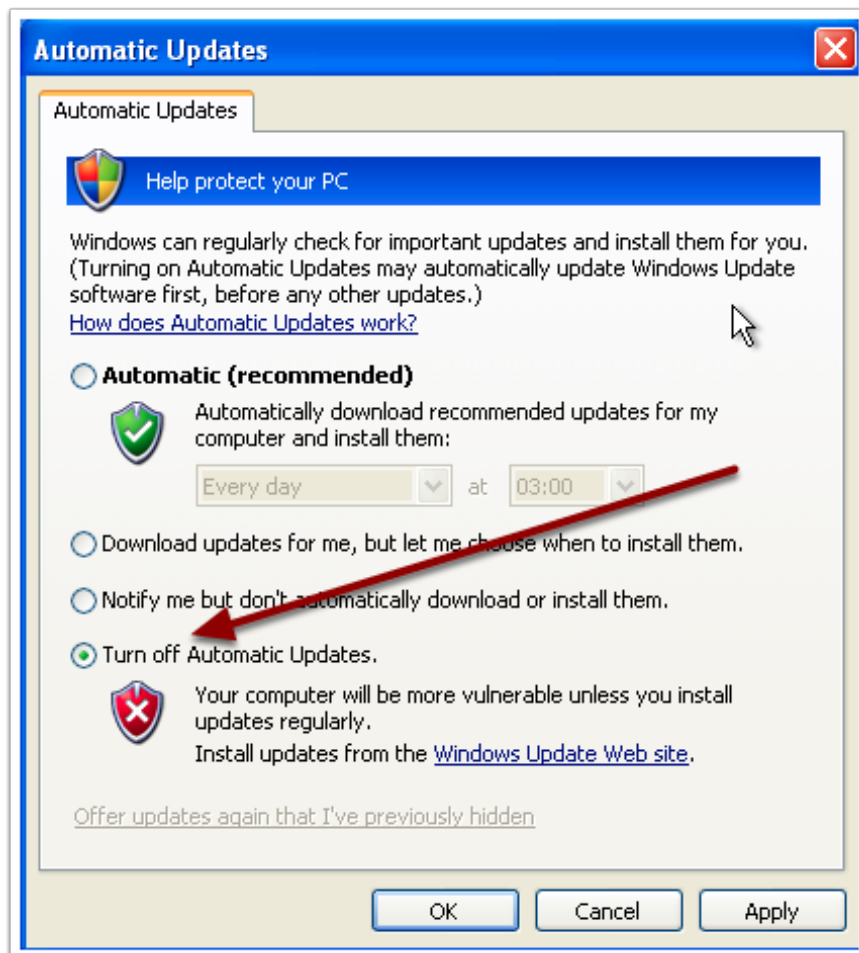 Automatic Updates
Automatic Updates
Help protect your PC
Windows can regularly check for important updates and install them for you.
(Turning on Automatic Updates may automatically update Windows Update
software first, before any other updates.)
How does Automatic Updates work?
Automatic (recommended)
Automatically download recommended updates for my
computer and install them:
Every day at 03:00
Download updates for me, but let me choose when to install them.
Notify me but don't automatically download or install them.
Turn off Automatic Updates.
Your computer will be more vulnerable unless you install
updates regularly.
Install updates from the Windows Update Web site.
Offer updates again that I've previously hidden
OK Cancel Apply